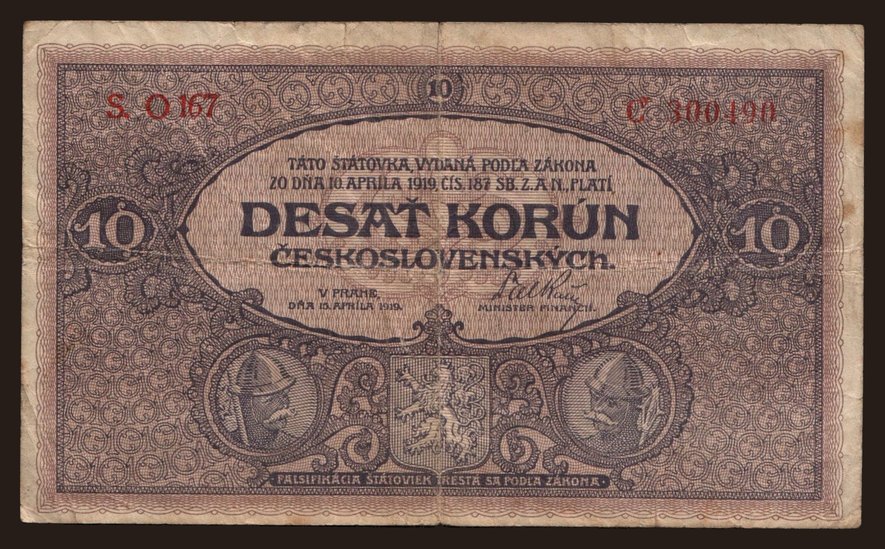 10
S. O 167
Č 300490
TÁTO ŠTÁTOVKA, VYDANÁ PODĽA ZÁKONA
ZO DŇA 10. APRÍLA 1919, ČÍS. 187 SB. Z. A N., PLATÍ
DESAŤ KORÚN
10
10
ČESKOSLOVENSKÝCH.
V PRAHE,
DŇA 15. APRÍLA 1919.
MINISTER FINANCIÍ.
FALSIFIKÁCIA ŠTÁTOVIEK TRESTÁ SA PODĽA ZÁKONA.